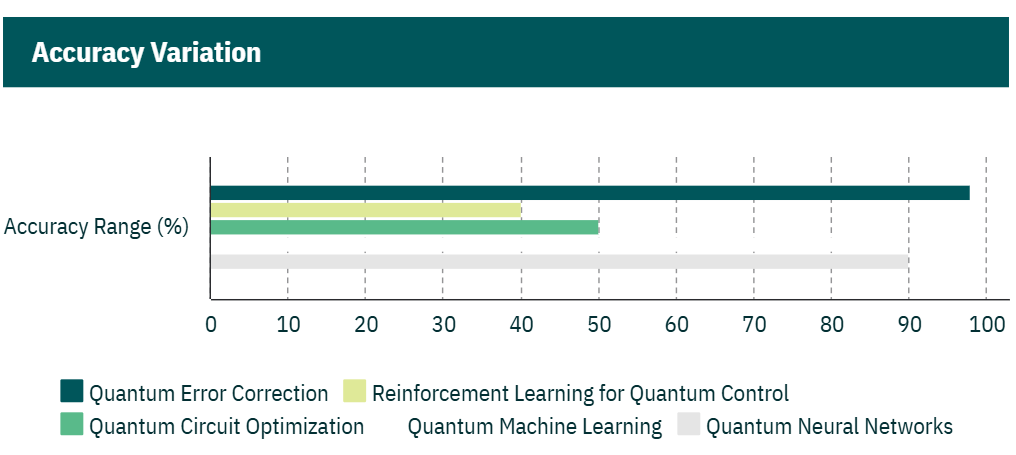 Accuracy Variation
Accuracy Range (%)
0 10 20 30 40 50 60 70 80 90 100
Quantum Error Correction Reinforcement Learning for Quantum Control
Quantum Circuit Optimization Quantum Machine Learning Quantum Neural Networks